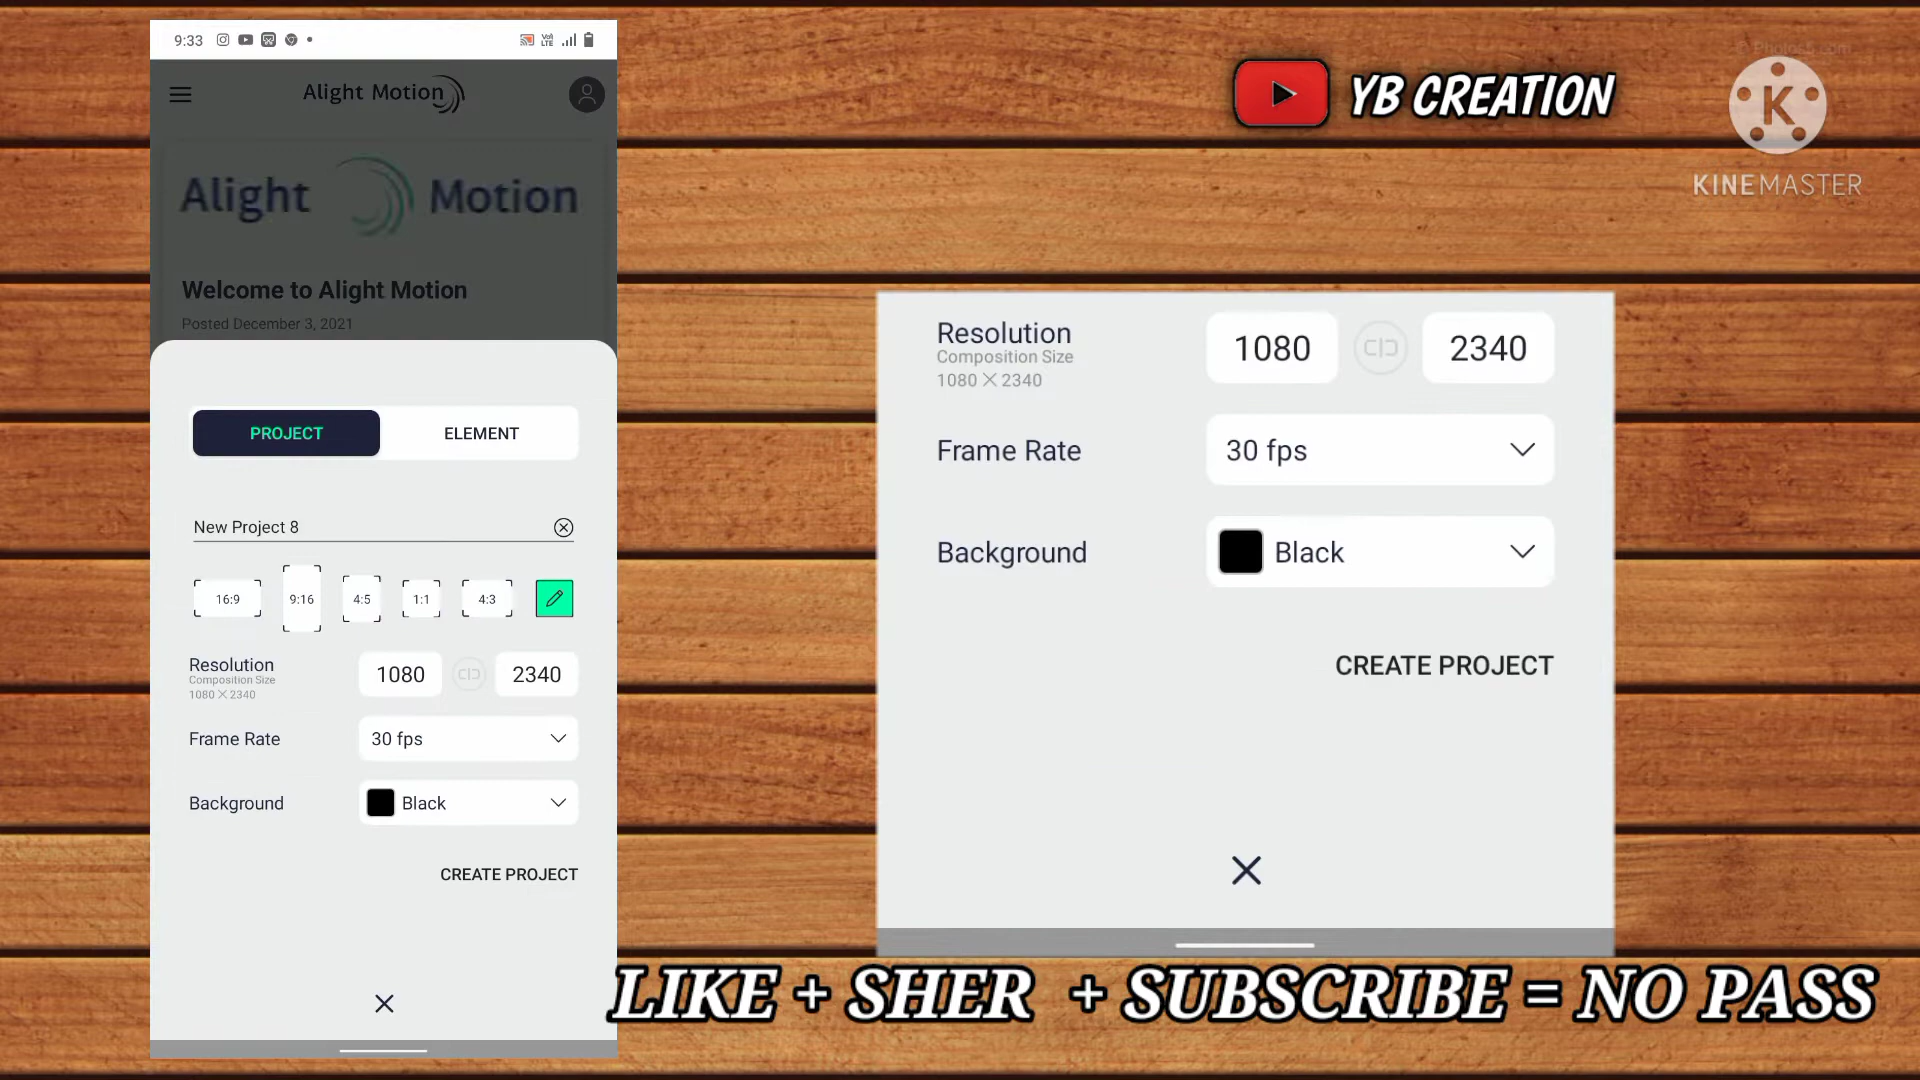 9:33
Vo) LTE
Alight Motion
Alight Motion
Welcome to Alight Motion
Posted December 3, 2021
PROJECT ELEMENT
New Project 8
16:9 9:16 4:5 1:1 4:3
Resolution
Composition Size
1080 × 2340
1080 2340
Frame Rate 30 fps
Background Black
CREATE PROJECT
YB CREATION
K
KINEMASTER
Resolution
Composition Size
1080 × 2340
1080 2340
Frame Rate 30 fps
Background Black
CREATE PROJECT
LIKE + SHER + SUBSCRIBE = NO PASS